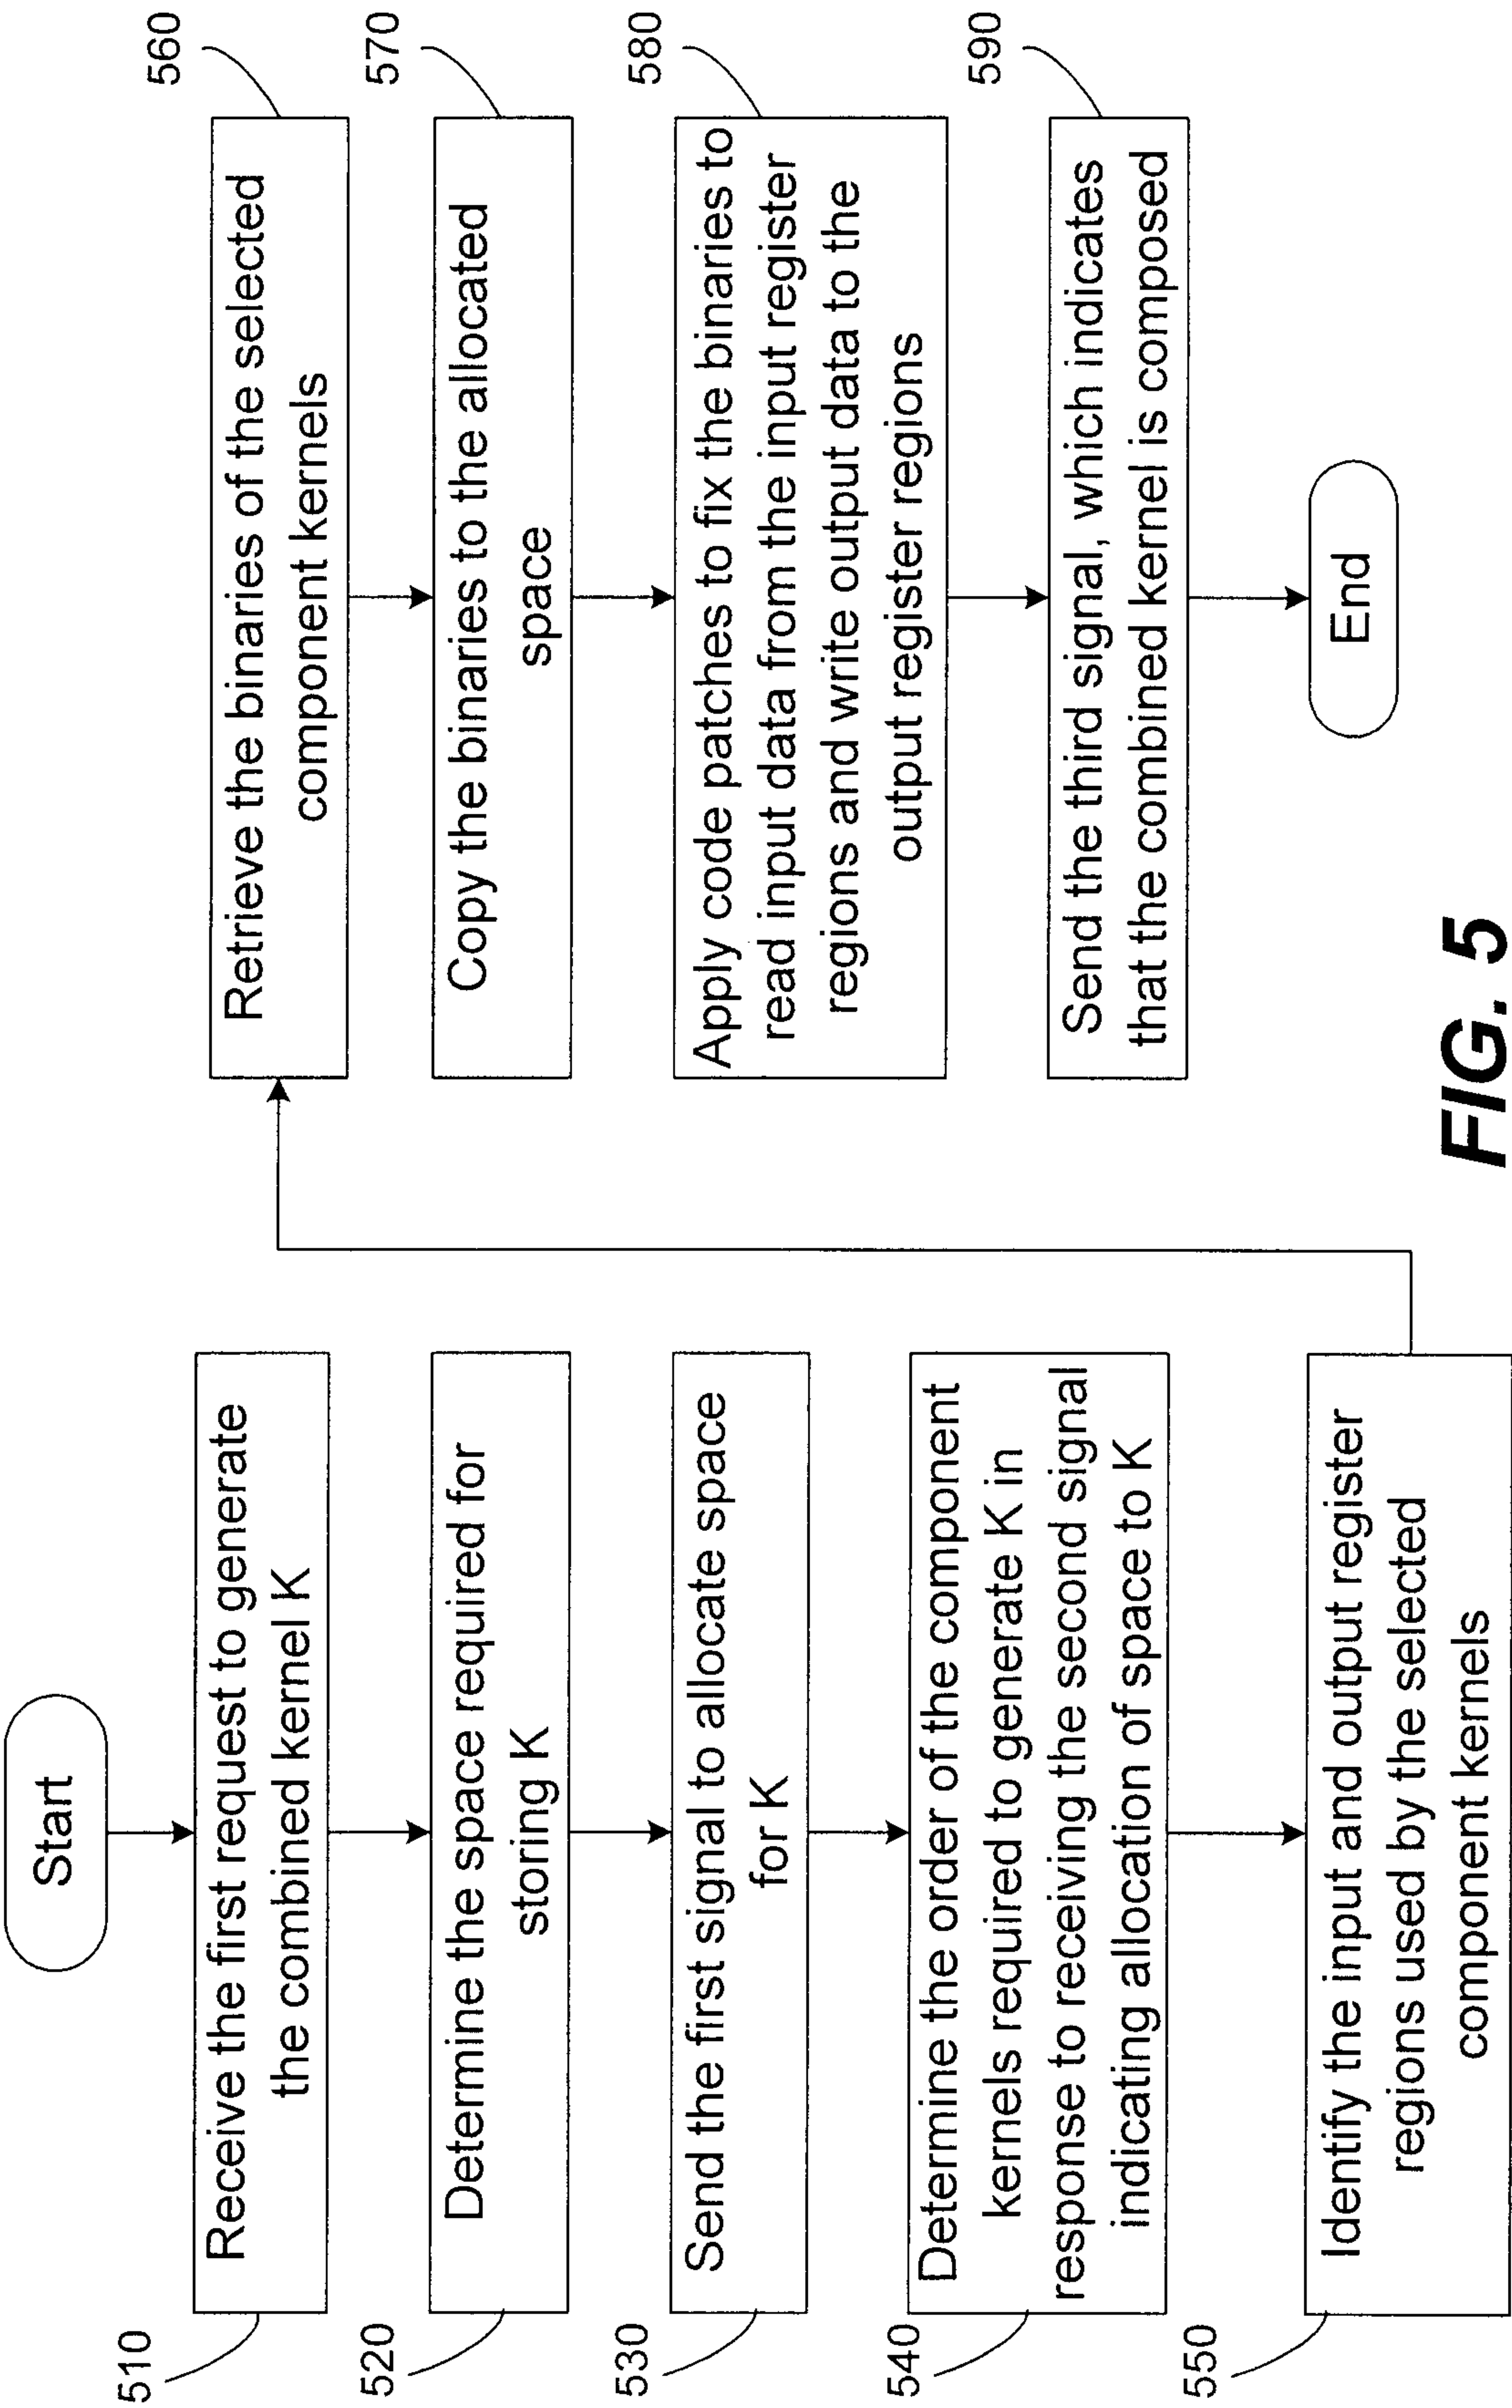 Start
510
Receive the first request to generate
the combined kernel K
520
Determine the space required for
storing K
530
Send the first signal to allocate space
for K
540
Determine the order of the component
kernels required to generate K in
response to receiving the second signal
indicating allocation of space to K
550
Identify the input and output register
regions used by the selected
component kernels
560
Retrieve the binaries of the selected
component kernels
570
Copy the binaries to the allocated
space
580
Apply code patches to fix the binaries to
read input data from the input register
regions and write output data to the
output register regions
590
Send the third signal, which indicates
that the combined kernel is composed
End
FIG. 5